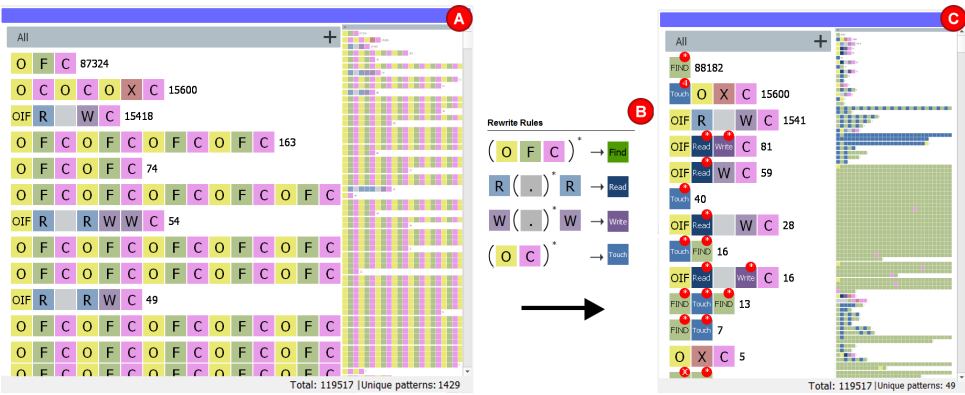 A
All +
O F C 87324
O C O C O X C 15600
OIF R W C 15418
O F C O F C O F C O F C 163
O F C O F C 74
O F C O F C O F C O F C O F C
OIF R R W W C 54
O F C O F C O F C O F C O F C
O F C O F C O F C O F C O F C
OIF R R W C 49
O F C O F C O F C O F C O F C
O F C O F C O F C O F C O F C
Total: 119517 |Unique patterns: 1429
B
Rewrite Rules
( O F C )* → Find
R ( . )* R → Read
W ( . )* W → Write
( O C )* → Touch
C
All +
FIND * 88182
Touch O X C 15600
OIF R W C 1541
OIF Read * Write * C 81
OIF Read * W C 59
Touch * 40
OIF Read * W C 28
Touch * FIND * 16
OIF Read * Write * C 16
FIND * Touch * FIND * 13
FIND * Touch * 7
O X C 5
Total: 119517 |Unique patterns: 49